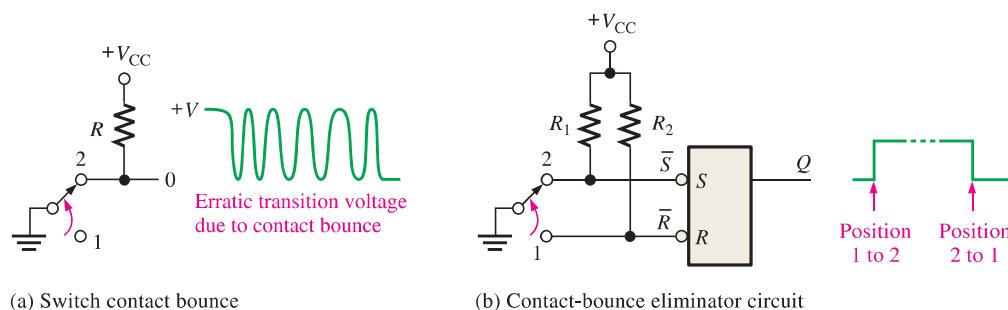 +V_CC
R
2
0
1
+V
Erratic transition voltage
due to contact bounce
(a) Switch contact bounce
+V_CC
R_1
R_2
2
1
S̅
R̅
S
R
Q
Position
1 to 2
Position
2 to 1
(b) Contact-bounce eliminator circuit